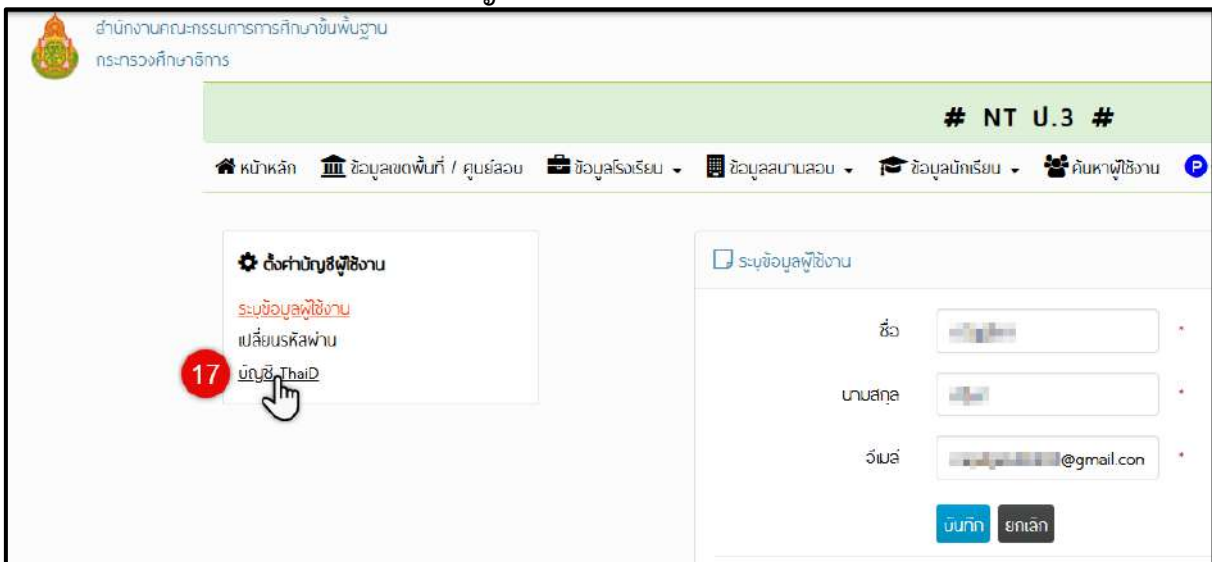 สำนักงานคณะกรรมการการศึกษาขั้นพื้นฐาน
กระทรวงศึกษาธิการ
# NT ป.3 #
หน้าหลัก ข้อมูลเขตพื้นที่ / ศูนย์สอบ ข้อมูลโรงเรียน ข้อมูลสนามสอบ ข้อมูลนักเรียน ค้นหาผู้ใช้งาน P
ตั้งค่าบัญชีผู้ใช้งาน
ระบุข้อมูลผู้ใช้งาน
เปลี่ยนรหัสผ่าน
17 บัญชี ThaiD
ระบุข้อมูลผู้ใช้งาน
ชื่อ *
นามสกุล *
อีเมล์ @gmail.con *
บันทึก ยกเลิก